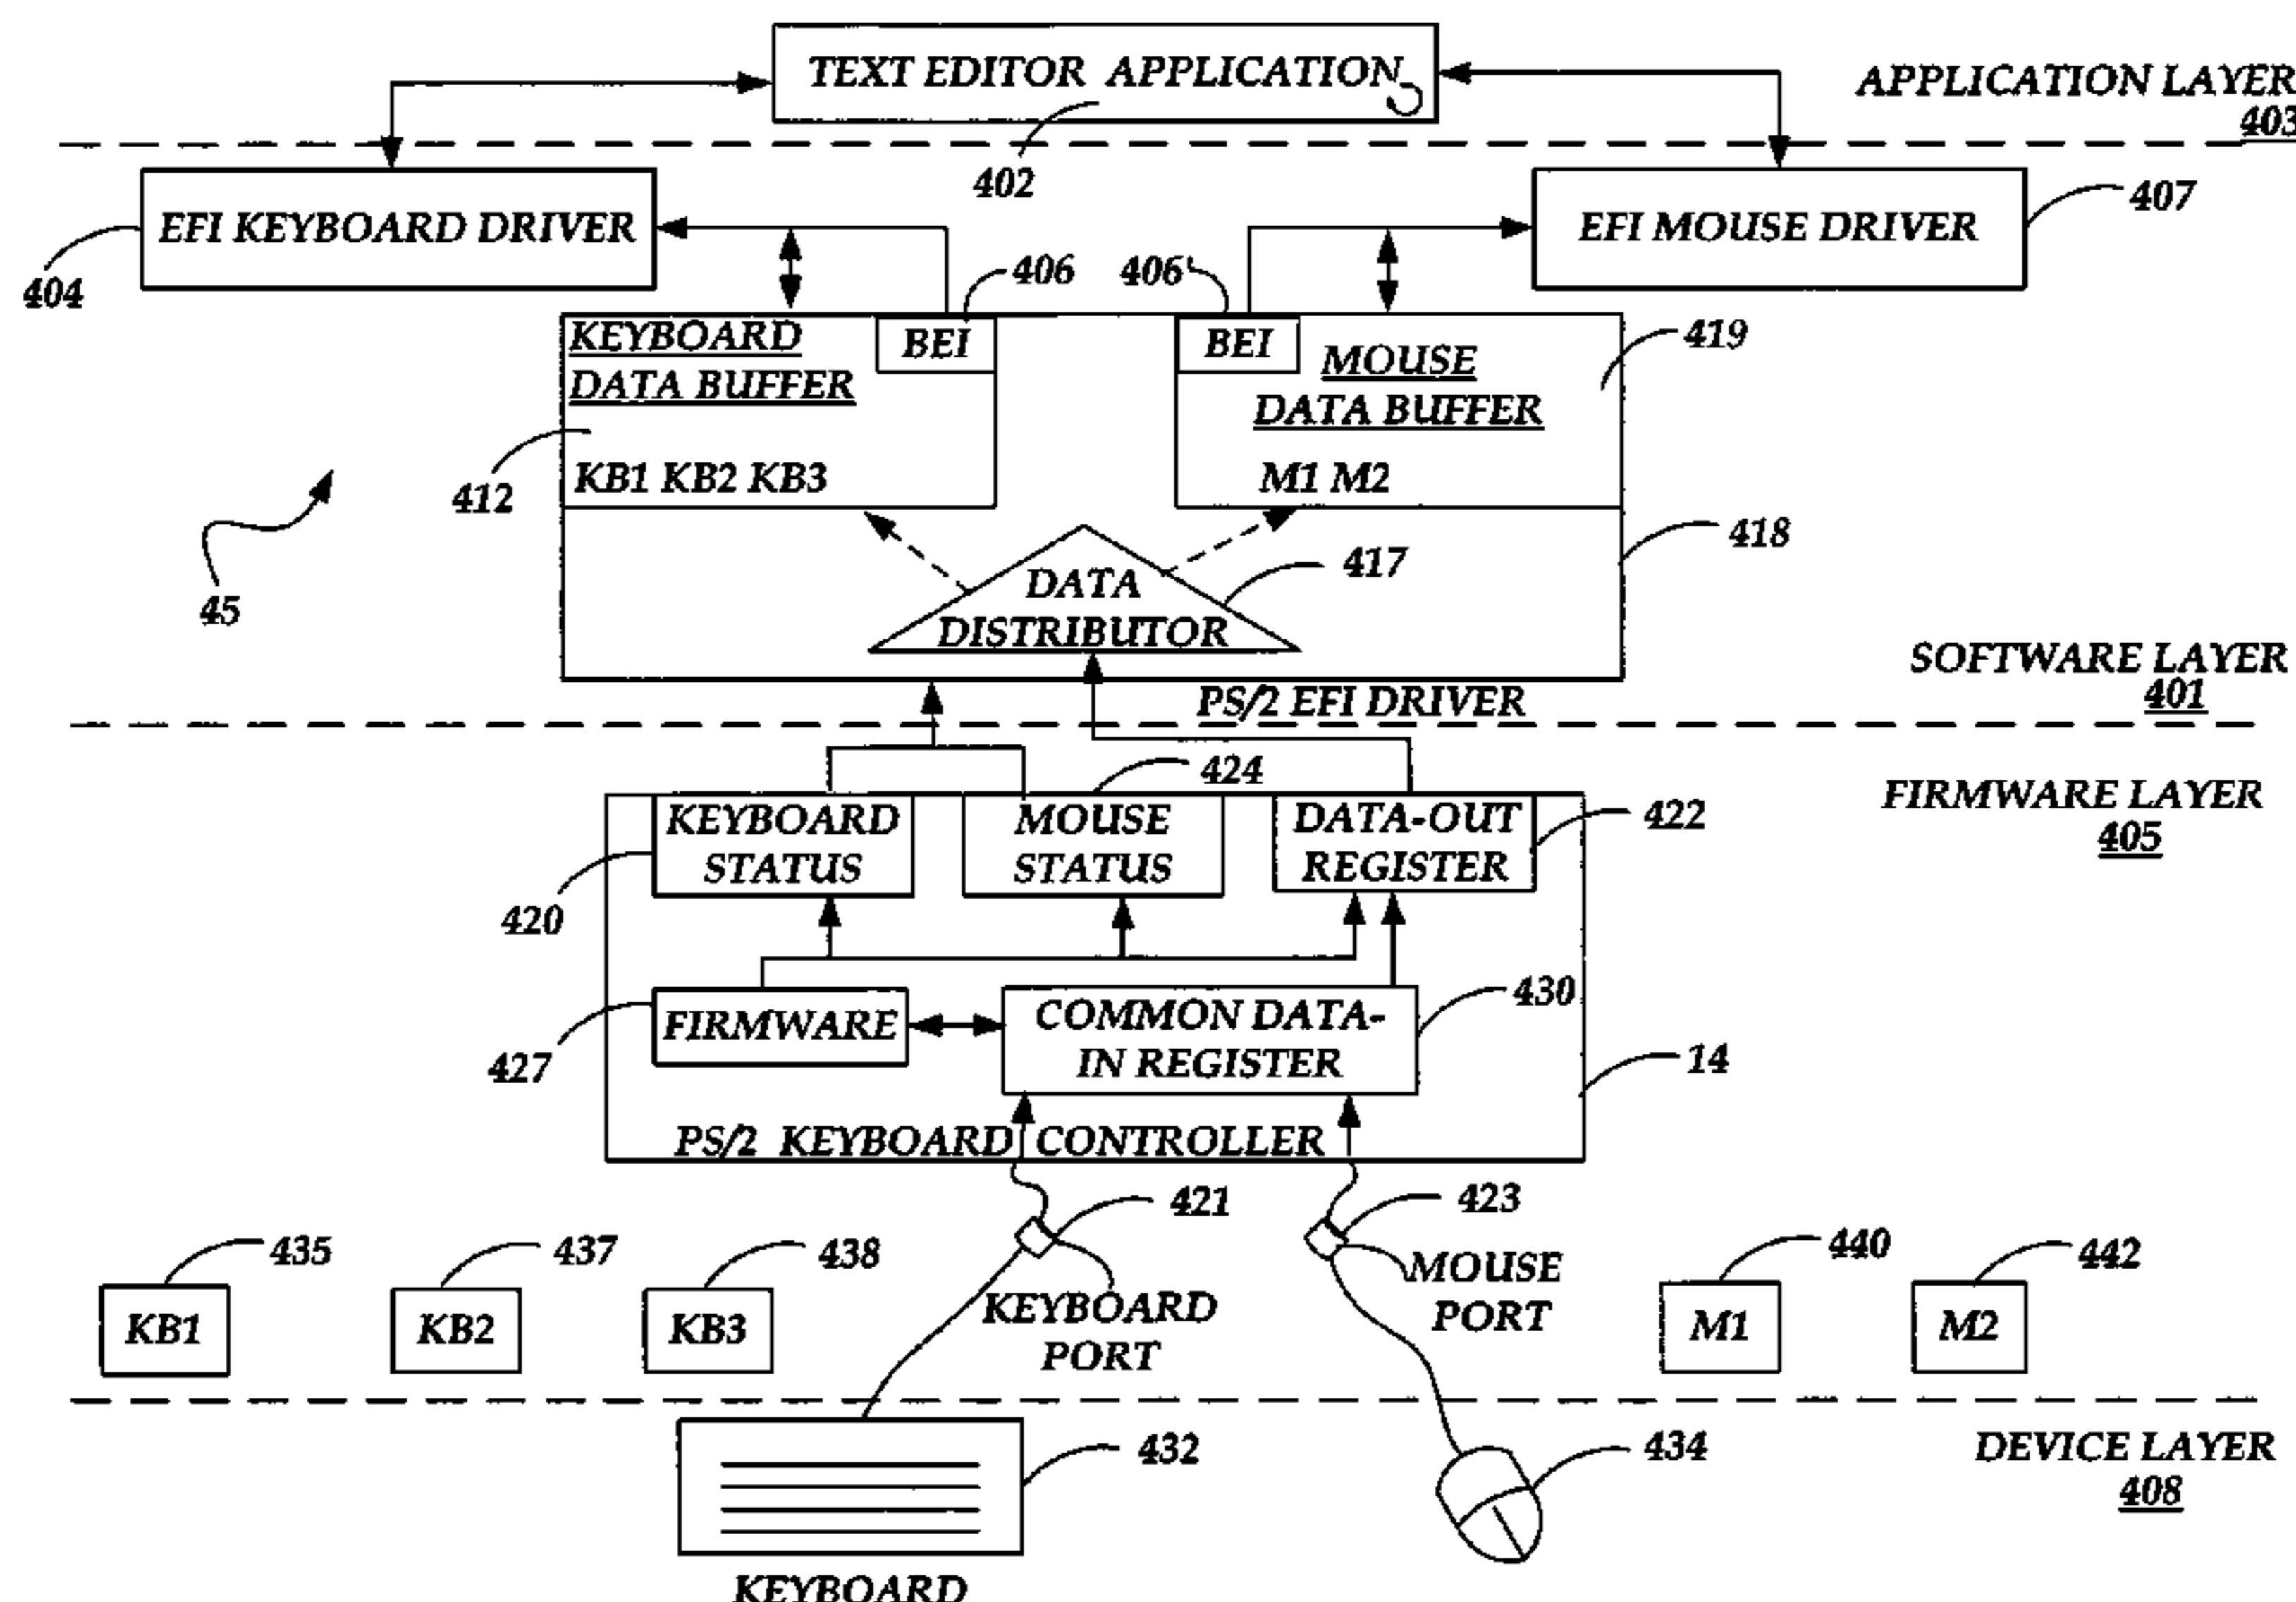 TEXT EDITOR APPLICATION
APPLICATION LAYER
403
402
EFI KEYBOARD DRIVER
404
EFI MOUSE DRIVER
407
406
406'
KEYBOARD
DATA BUFFER
BEI
BEI
MOUSE
DATA BUFFER
419
412
KB1 KB2 KB3
M1 M2
418
417
45
DATA
DISTRIBUTOR
SOFTWARE LAYER
401
PS/2 EFI DRIVER
424
FIRMWARE LAYER
405
KEYBOARD
STATUS
MOUSE
STATUS
DATA-OUT
REGISTER
422
420
FIRMWARE
427
COMMON DATA-
IN REGISTER
430
14
PS/2 KEYBOARD CONTROLLER
421
423
435
437
438
440
442
KB1
KB2
KB3
KEYBOARD
PORT
MOUSE
PORT
M1
M2
432
434
DEVICE LAYER
408
KEYBOARD